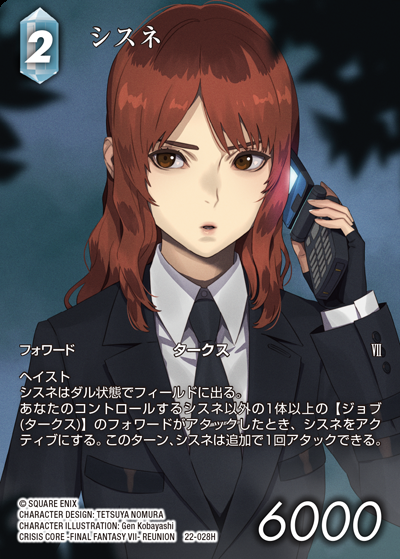 2
シスネ
フォワード タークス VII
ヘイスト
シスネはダル状態でフィールドに出る。
あなたのコントロールするシスネ以外の1体以上の【ジョブ
(タークス)】のフォワードがアタックしたとき、シスネをアク
ティブにする。このターン、シスネは追加で1回アタックできる。
© SQUARE ENIX
CHARACTER DESIGN: TETSUYA NOMURA
CHARACTER ILLUSTRATION: Gen Kobayashi
CRISIS CORE -FINAL FANTASY VII- REUNION 22-028H
6000